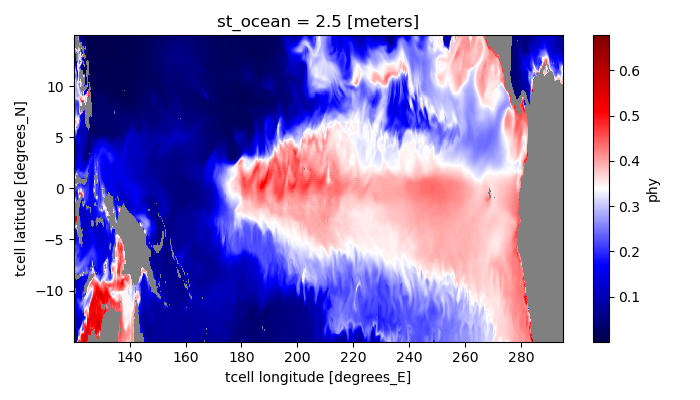 st_ocean = 2.5 [meters]
10
5
0
−5
−10
tcell latitude [degrees_N]
140 160 180 200 220 240 260 280
tcell longitude [degrees_E]
0.6
0.5
0.4
0.3
0.2
0.1
phy